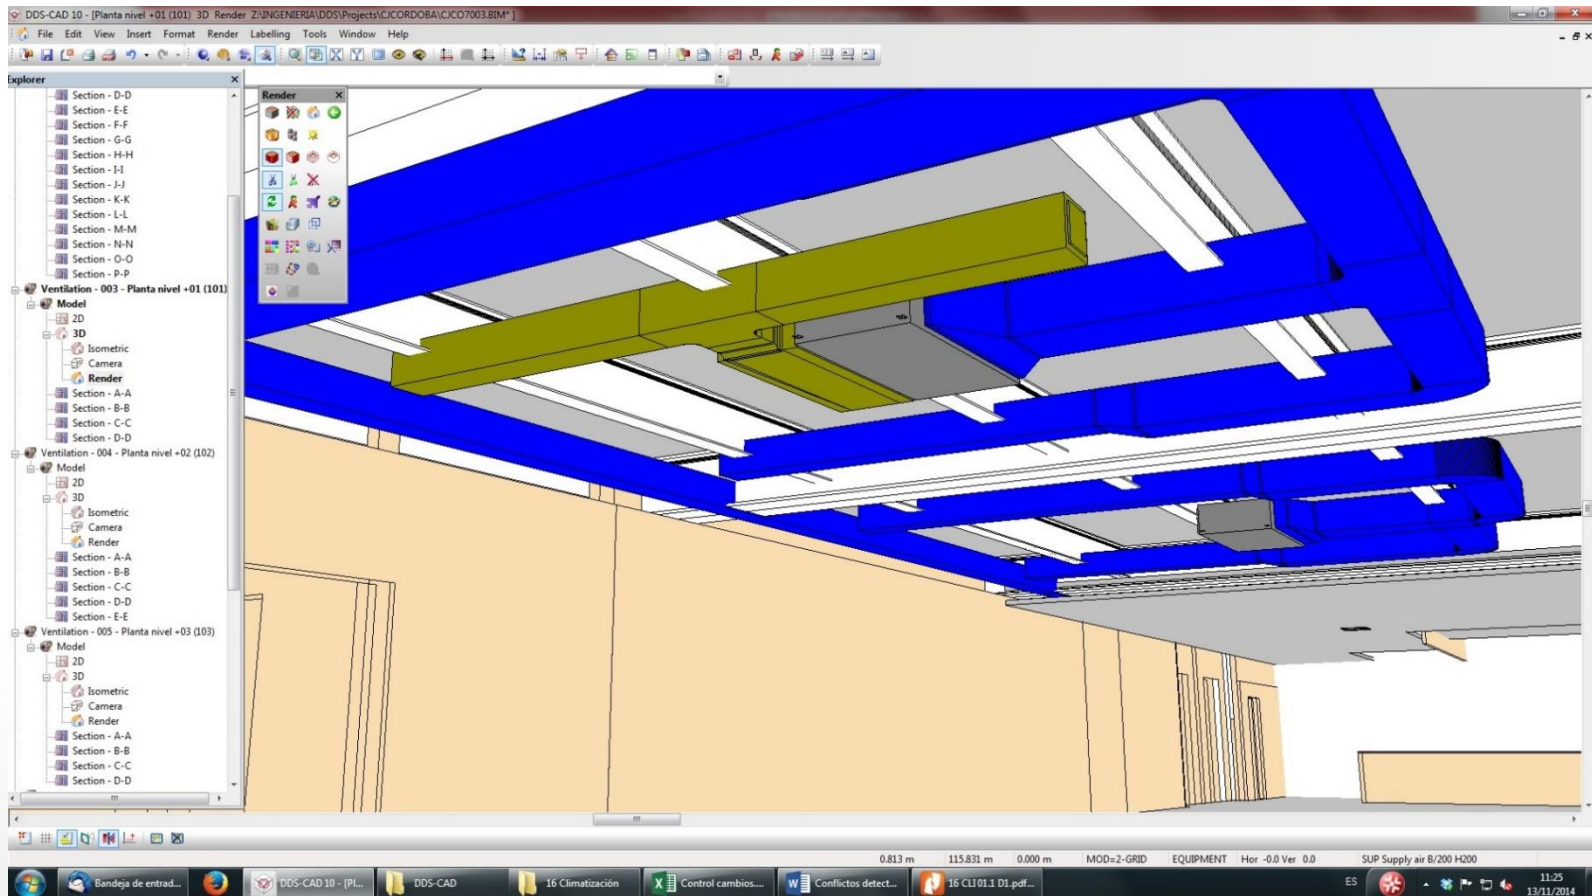 DDS-CAD 10 - [Planta nivel +01 (101) 3D Render Z:\INGENIERIA\DDS\Projects\CJCORDOBA\CJCO7003.BIM* ]
File Edit View Insert Format Render Labelling Tools Window Help
Explorer
Section - D-D
Section - E-E
Section - F-F
Section - G-G
Section - H-H
Section - I-I
Section - J-J
Section - K-K
Section - L-L
Section - M-M
Section - N-N
Section - O-O
Section - P-P
Ventilation - 003 - Planta nivel +01 (101)
Model
2D
3D
Isometric
Camera
Render
Section - A-A
Section - B-B
Section - C-C
Section - D-D
Ventilation - 004 - Planta nivel +02 (102)
Model
2D
3D
Isometric
Camera
Render
Section - A-A
Section - B-B
Section - C-C
Section - D-D
Section - E-E
Ventilation - 005 - Planta nivel +03 (103)
Model
2D
3D
Isometric
Camera
Render
Section - A-A
Section - B-B
Section - C-C
Section - D-D
Render
0.813 m 115.831 m 0.000 m MOD=2-GRID EQUIPMENT Hor -0.0 Ver 0.0 SUP Supply air B/200 H200
Bandeja de entrad... DDS-CAD 10 - [Pl... DDS-CAD 16 Climatización Control cambios.... Conflictos detect... 16 CLI 01.1 D1.pdf... ES 11:25
13/11/2014